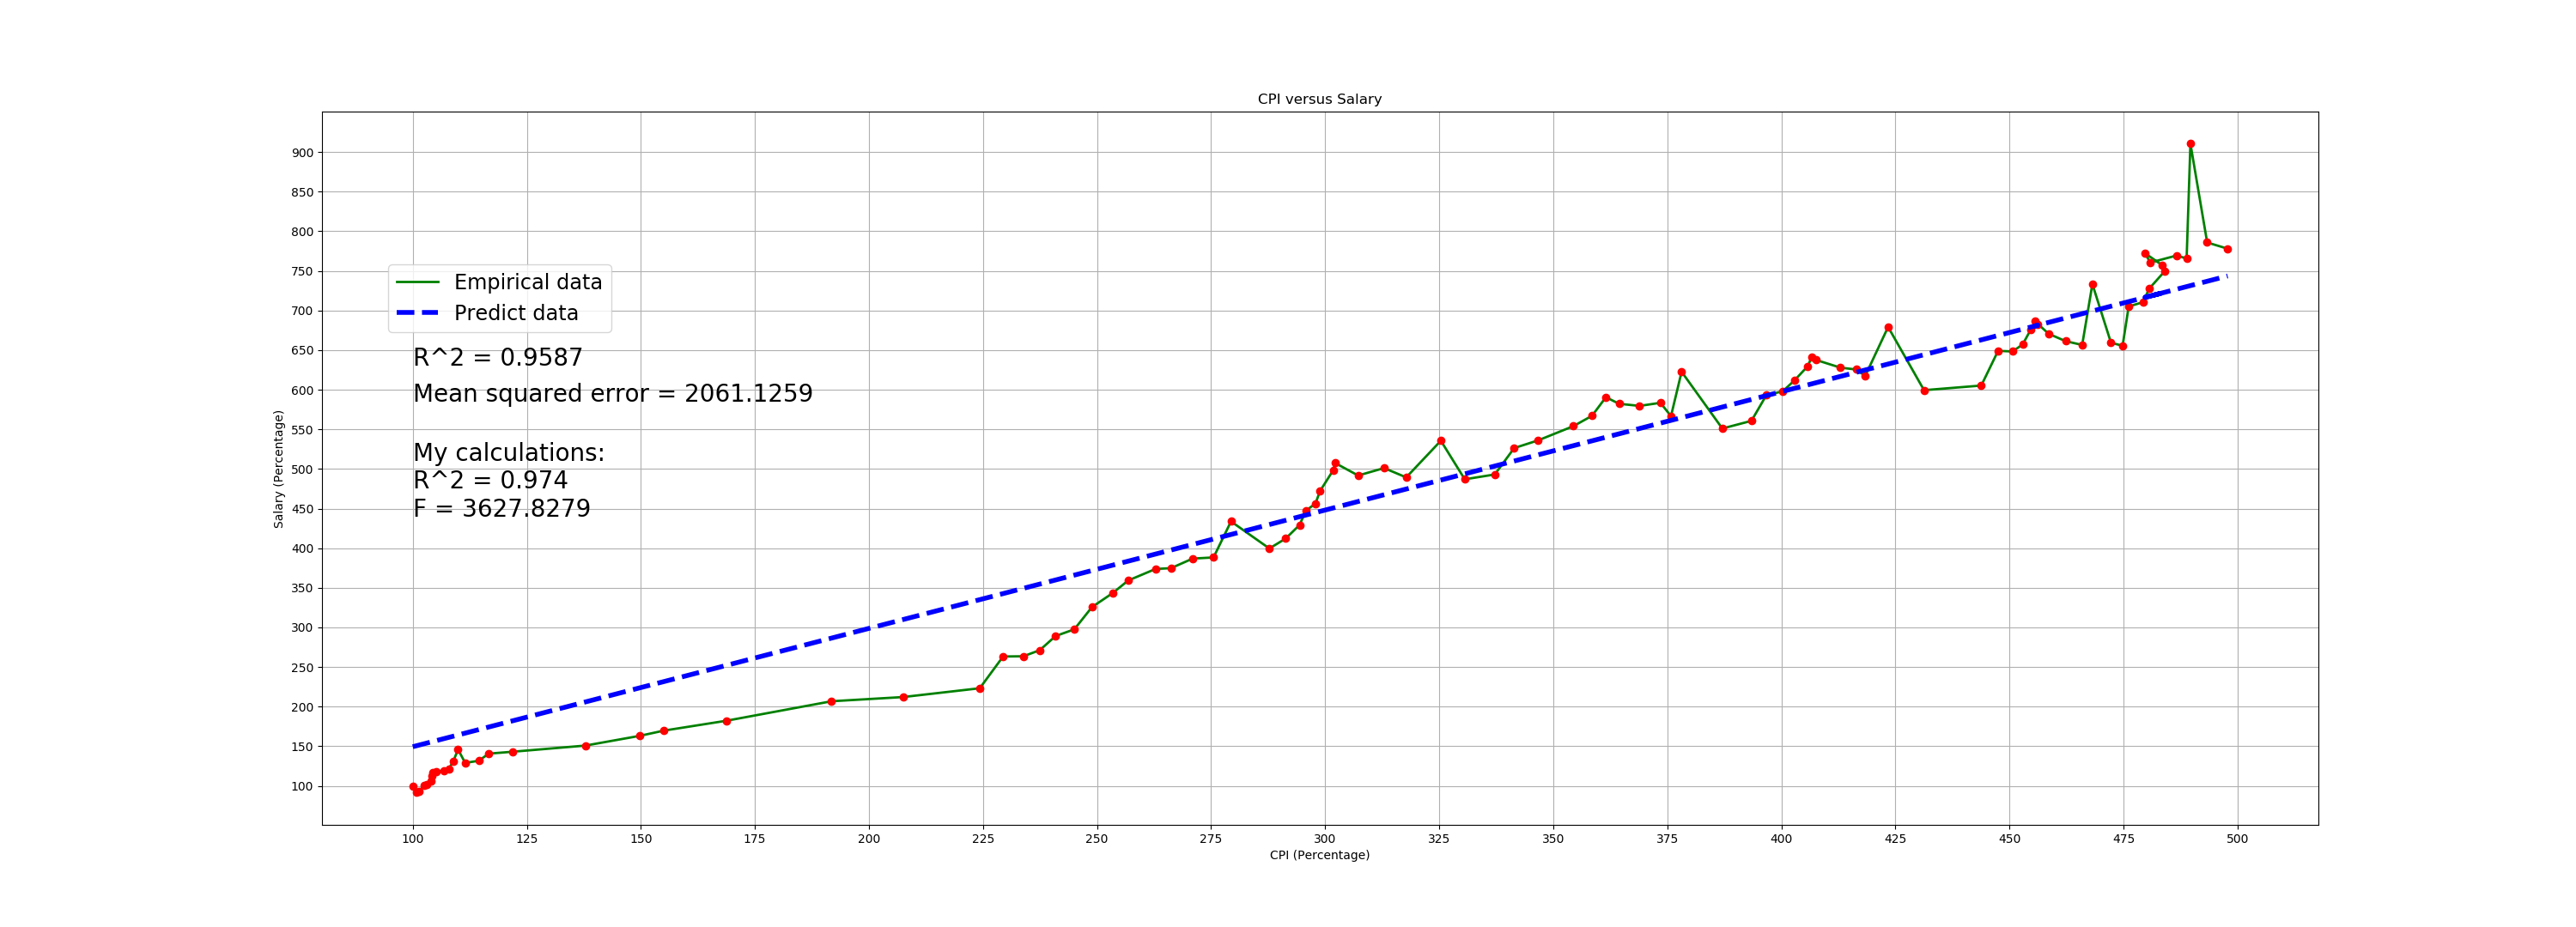 CPI versus Salary
900
850
800
750
700
650
600
550
500
450
400
350
300
250
200
150
100
Salary (Percentage)
Empirical data
Predict data
R^2 = 0.9587
Mean squared error = 2061.1259
My calculations:
R^2 = 0.974
F = 3627.8279
100 125 150 175 200 225 250 275 300 325 350 375 400 425 450 475 500
CPI (Percentage)